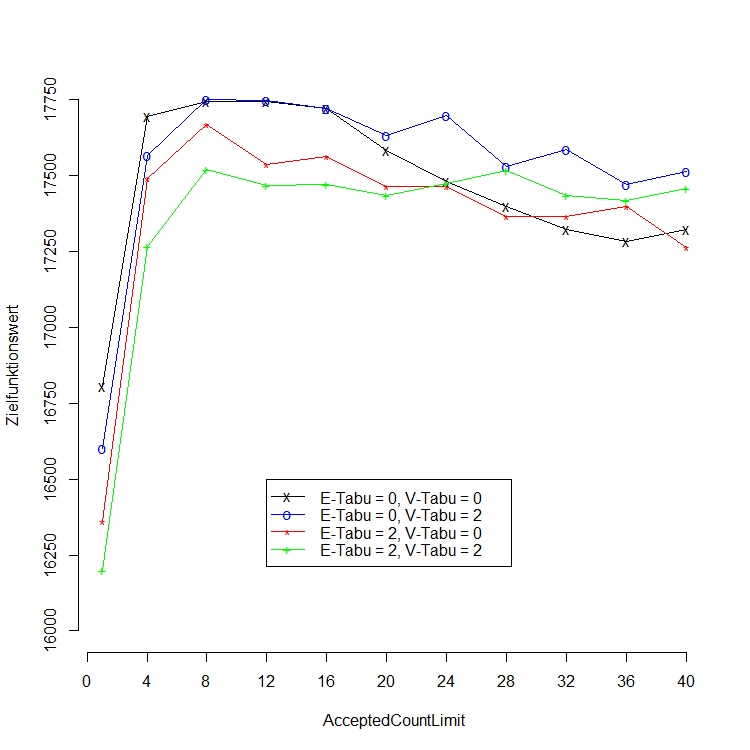 17750
17500
17250
17000
16750
16500
16250
16000
Zielfunktionswert
E-Tabu = 0, V-Tabu = 0
E-Tabu = 0, V-Tabu = 2
E-Tabu = 2, V-Tabu = 0
E-Tabu = 2, V-Tabu = 2
0 4 8 12 16 20 24 28 32 36 40
AcceptedCountLimit